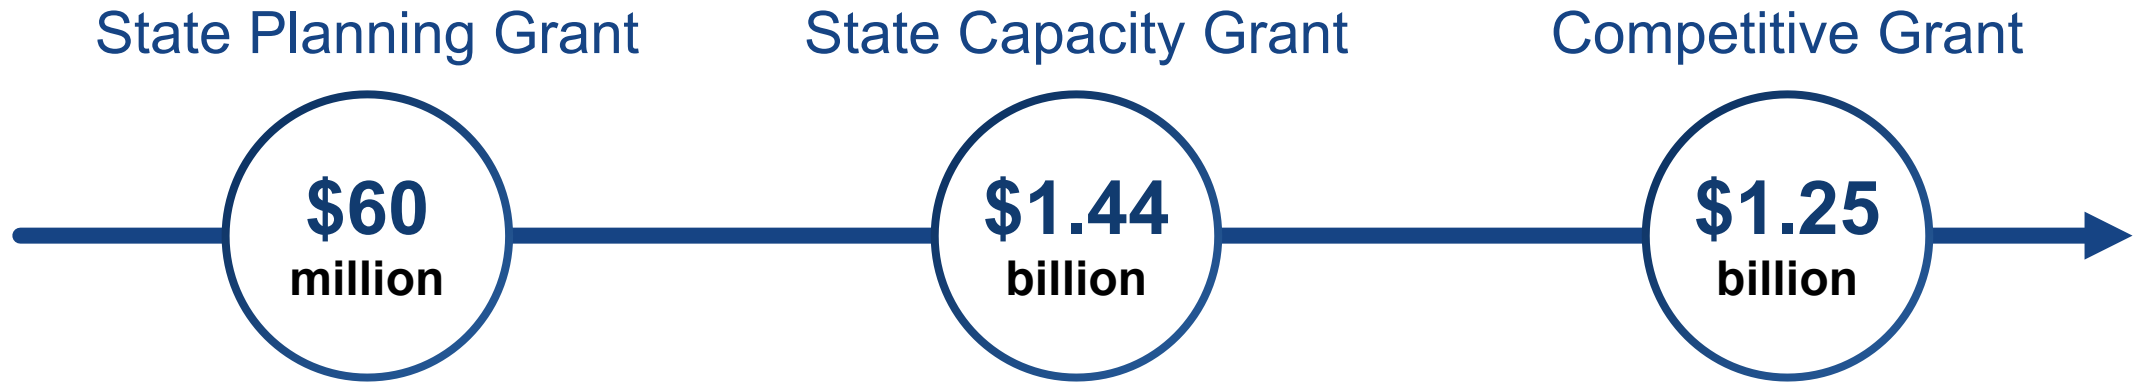 State Planning Grant
State Capacity Grant
Competitive Grant
$60
million
$1.44
billion
$1.25
billion